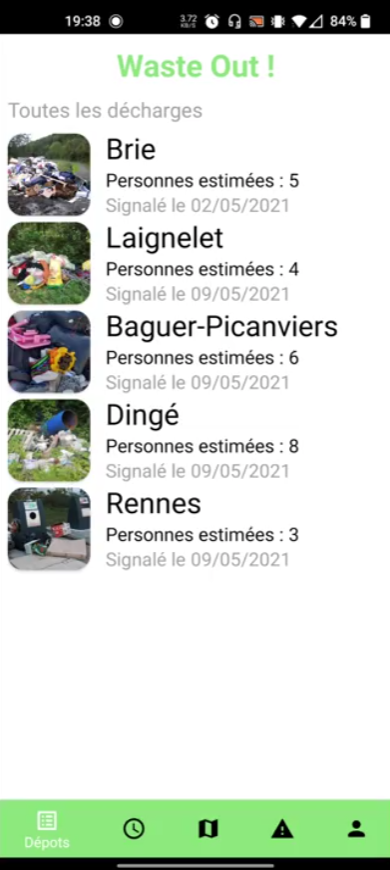 19:38 3.72 KB/S 84%
Waste Out !
Toutes les décharges
Brie
Personnes estimées : 5
Signalé le 02/05/2021
Laignelet
Personnes estimées : 4
Signalé le 09/05/2021
Baguer-Picanviers
Personnes estimées : 6
Signalé le 09/05/2021
Dingé
Personnes estimées : 8
Signalé le 09/05/2021
Rennes
Personnes estimées : 3
Signalé le 09/05/2021
Dépots